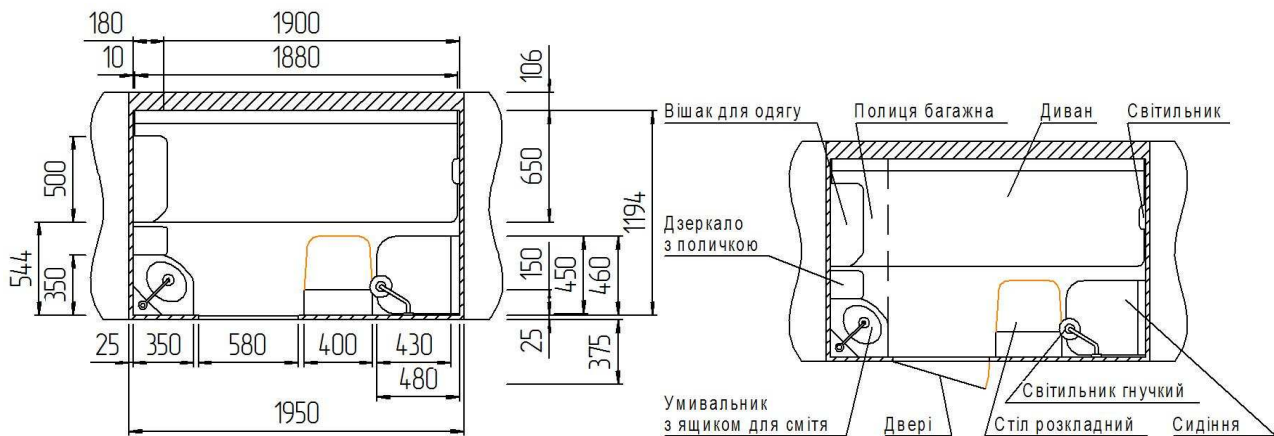 180
1900
10
1880
106
500
650
1194
544
350
150
450
460
25
350
580
400
430
25
375
480
1950
Вішак для одягу
Полиця багажна
Диван
Світильник
Дзеркало
з поличкою
Умивальник
з ящиком для сміття
Двері
Світильник гнучкий
Стіл розкладний
Сидіння